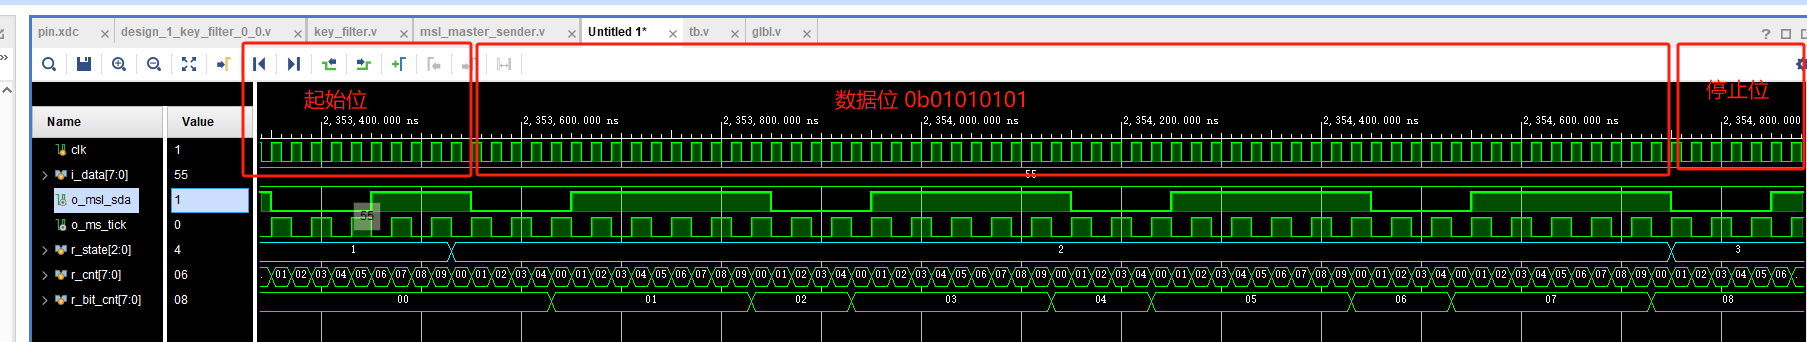 pin.xdc × design_1_key_filter_0_0.v × key_filter.v × msl_master_sender.v × Untitled 1* × tb.v × glbl.v ×
起始位 数据位 0b01010101 停止位
Name Value 2,353,400.000 ns 2,353,600.000 ns 2,353,800.000 ns 2,354,000.000 ns 2,354,200.000 ns 2,354,400.000 ns 2,354,600.000 ns 2,354,800.000
clk 1
i_data[7:0] 55 55
o_msl_sda 1
55
o_ms_tick 0
r_state[2:0] 4 1 2 3
r_cnt[7:0] 06 01 02 03 04 05 06 07 08 09 00 01 02 03 04 00 01 02 03 04 05 06 07 08 09 00 01 02 03 04 00 01 02 03 04 05 06 07 08 09 00 01 02 03 04 00 01 02 03 04 05 06 07 08 09 00 01 02 03 04 00 01 02 03 04 05 06 07 08 09 00 01 02 03 04 05 06
r_bit_cnt[7:0] 08 00 01 02 03 04 05 06 07 08